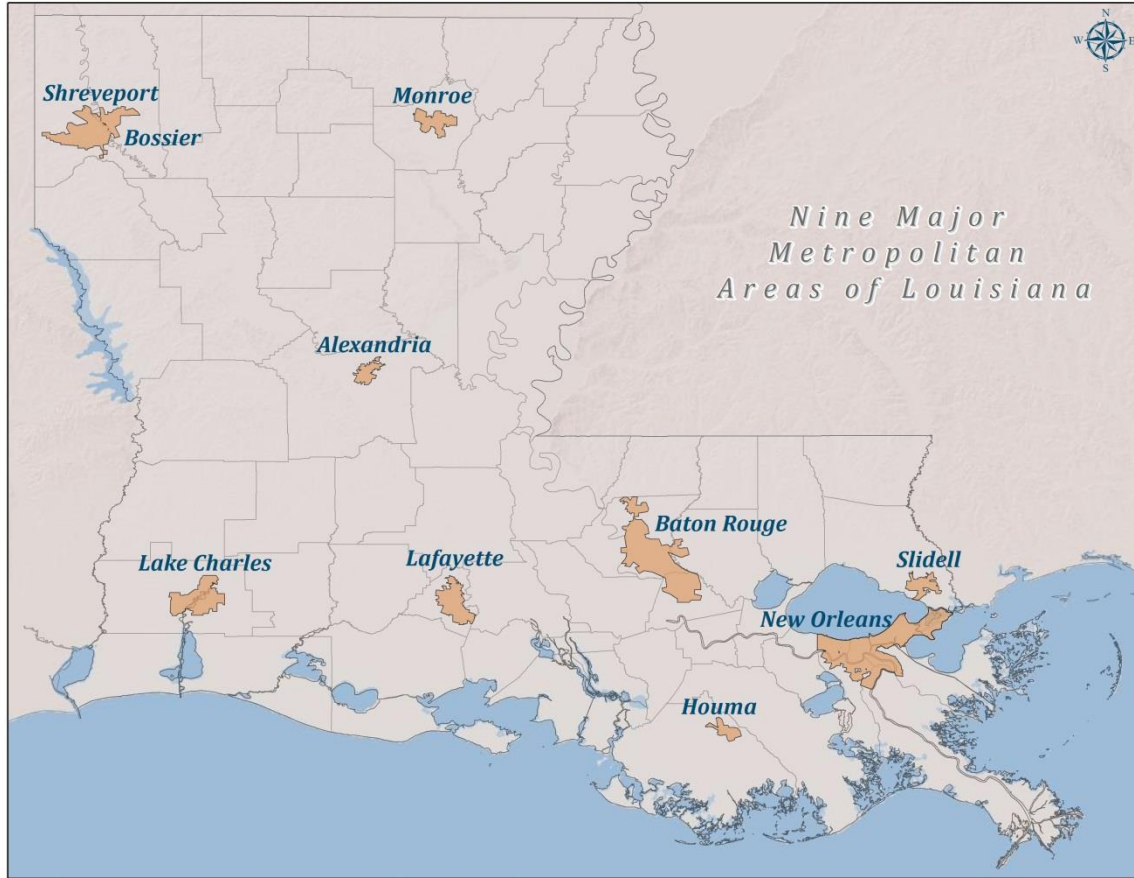 N
W E
S
Shreveport
Bossier
Monroe
Nine Major
Metropolitan
Areas of Louisiana
Alexandria
Baton Rouge
Lake Charles
Lafayette
Slidell
New Orleans
Houma